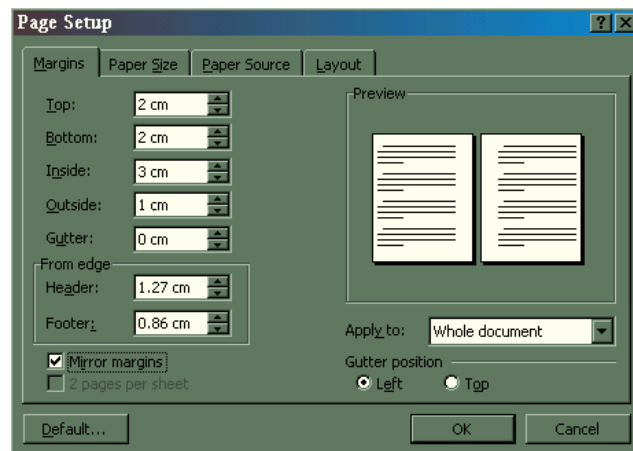 Page Setup
Margins Paper Size Paper Source Layout
Top: 2 cm
Bottom: 2 cm
Inside: 3 cm
Outside: 1 cm
Gutter: 0 cm
From edge
Header: 1.27 cm
Footer: 0.86 cm
Mirror margins
2 pages per sheet
Preview
Apply to: Whole document
Gutter position
Left Top
Default... OK Cancel